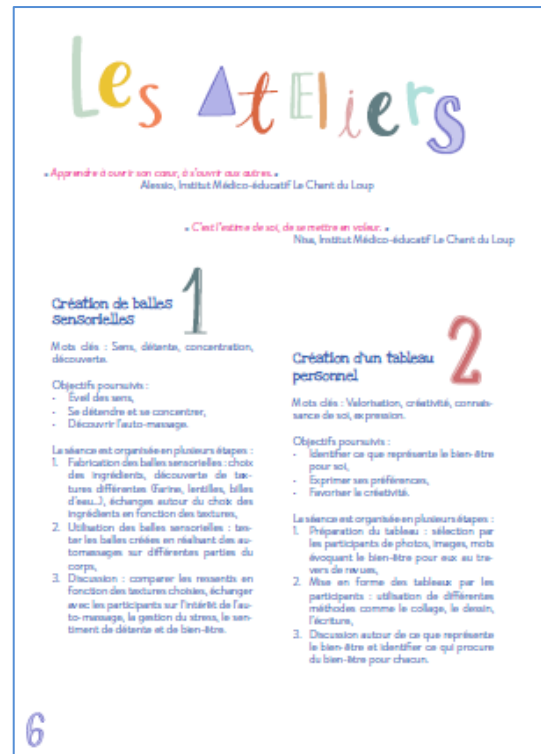 Les Ateliers
« Apprendre à ouvrir son cœur, à s'ouvrir aux autres. »
Alessio, Institut Médico-éducatif Le Chant du Loup
« C'est l'estime de soi, de se mettre en valeur. »
Nisa, Institut Médico-éducatif Le Chant du Loup
1
Création de balles
sensorielles
Mots clés : Sens, détente, concentration,
découverte.
Objectifs poursuivis :
- Eveil des sens,
- Se détendre et se concentrer,
- Découvrir l'auto-massage.
La séance est organisée en plusieurs étapes :
1. Fabrication des balles sensorielles : choix
des ingrédients, découverte de tex-
tures différentes (farine, lentilles, billes
d'eau...), échanges autour du choix des
ingrédients en fonction des textures,
2. Utilisation des balles sensorielles : tes-
ter les balles créées en réalisant des au-
tomassages sur différentes parties du
corps,
3. Discussion : comparer les ressentis en
fonction des textures choisies, échanger
avec les participants sur l'intérêt de l'au-
to-massage, la gestion du stress, le sen-
timent de détente et de bien-être.
2
Création d'un tableau
personnel
Mots clés : Valorisation, créativité, connais-
sance de soi, expression.
Objectifs poursuivis :
- Identifier ce que représente le bien-être
pour soi,
- Exprimer ses préférences,
- Favoriser la créativité.
La séance est organisée en plusieurs étapes :
1. Préparation du tableau : sélection par
les participants de photos, images, mots
évoquant le bien-être pour eux au tra-
vers de revues,
2. Mise en forme des tableaux par les
participants : utilisation de différentes
méthodes comme le collage, le dessin,
l'écriture,
3. Discussion autour de ce que représente
le bien-être et identifier ce qui procure
du bien-être pour chacun.
6